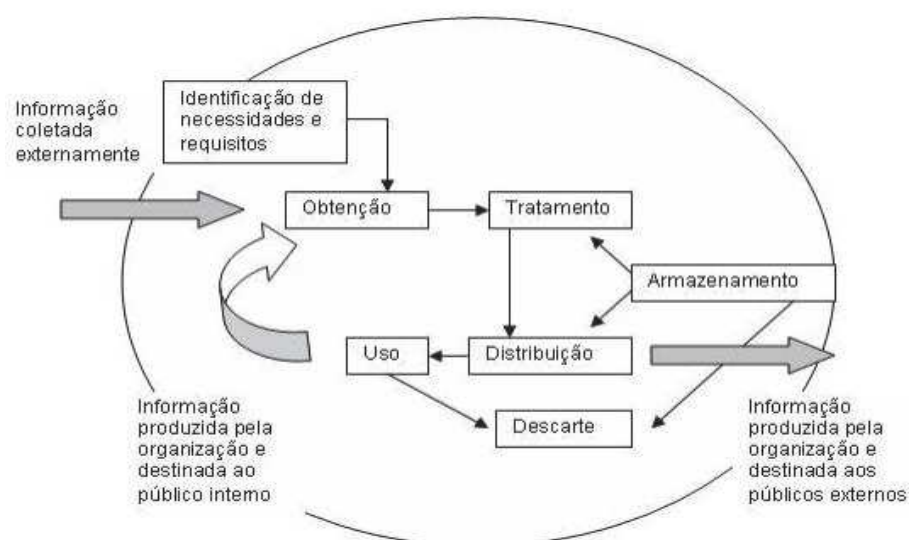 Informação
coletada
externamente
Identificação de
necessidades e
requisitos
Obtenção
Tratamento
Armazenamento
Uso
Distribuição
Descarte
Informação
produzida pela
organização e
destinada ao
público interno
Informação
produzida pela
organização e
destinada aos
públicos externos